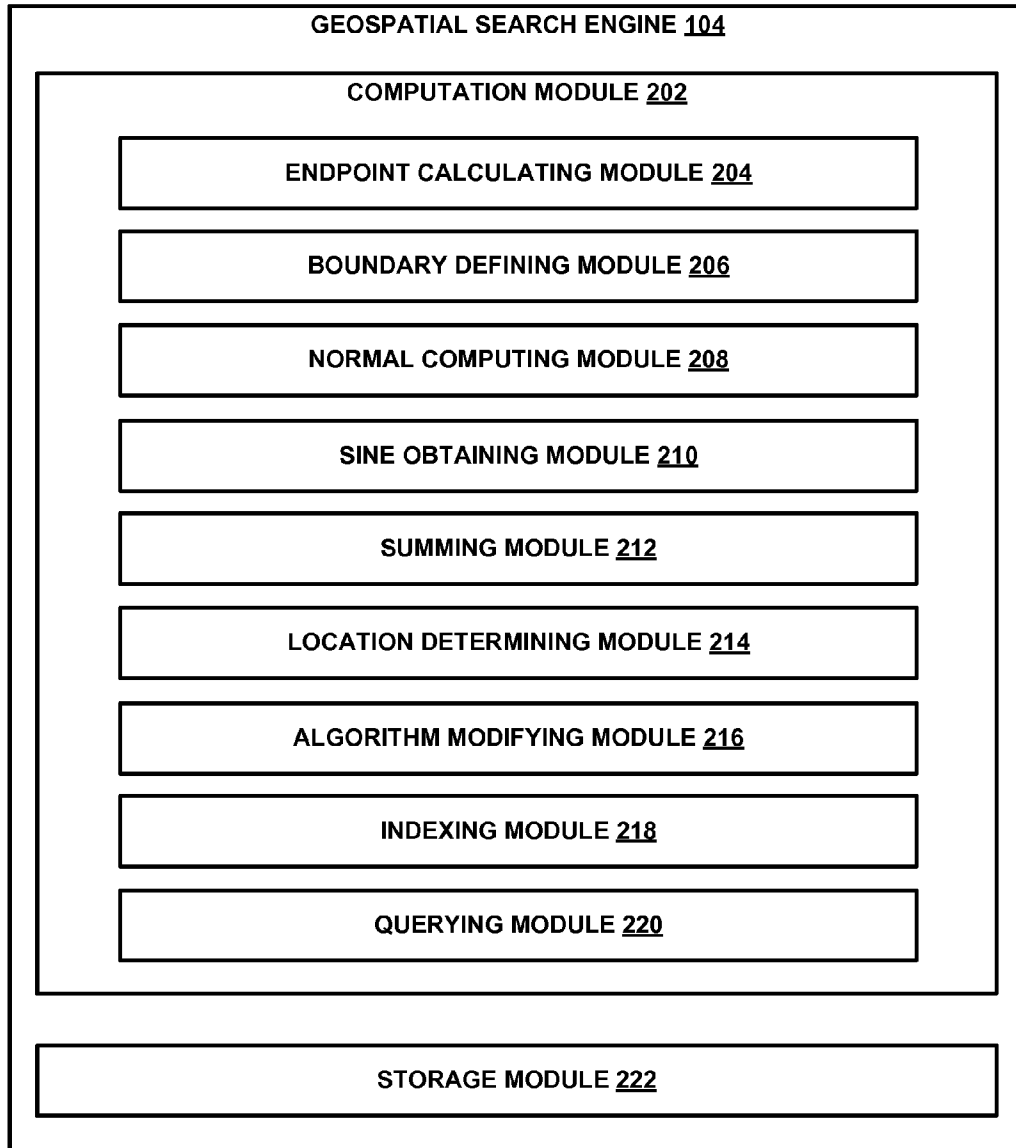 GEOSPATIAL SEARCH ENGINE 104
COMPUTATION MODULE 202
ENDPOINT CALCULATING MODULE 204
BOUNDARY DEFINING MODULE 206
NORMAL COMPUTING MODULE 208
SINE OBTAINING MODULE 210
SUMMING MODULE 212
LOCATION DETERMINING MODULE 214
ALGORITHM MODIFYING MODULE 216
INDEXING MODULE 218
QUERYING MODULE 220
STORAGE MODULE 222